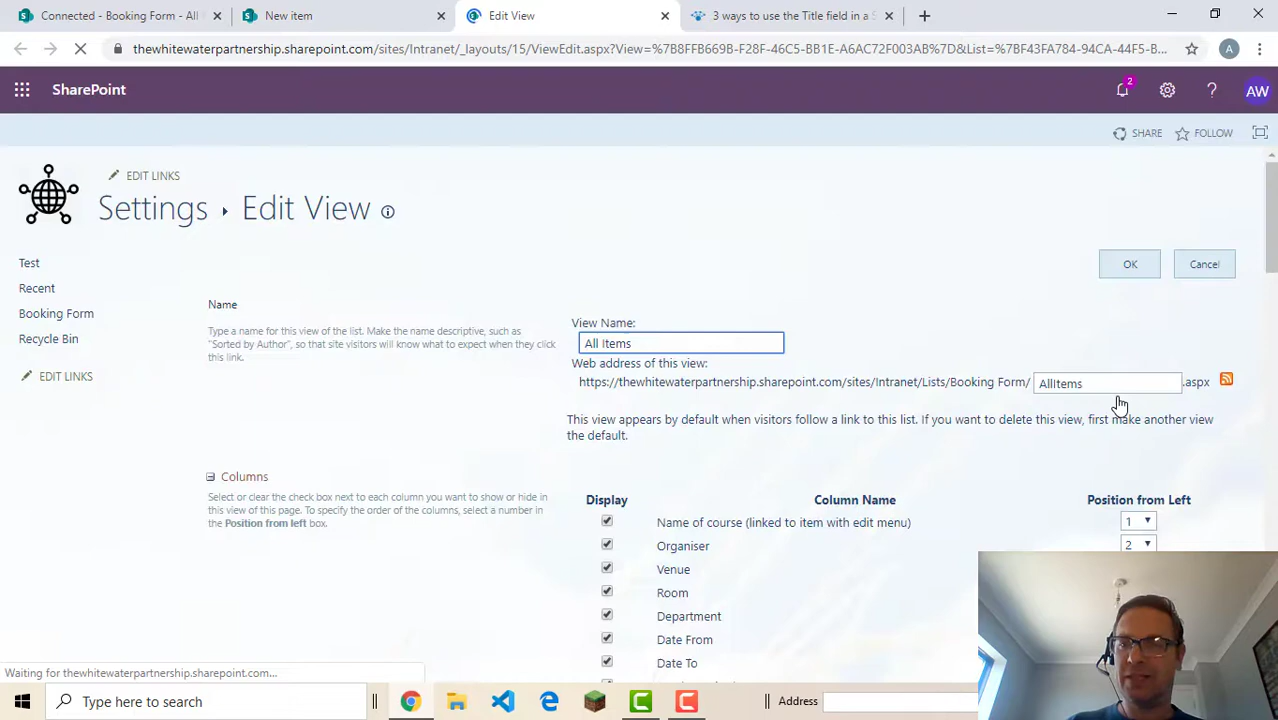 Connected - Booking Form - All
New item
Edit View
3 ways to use the Title field in a S
thewhitewaterpartnership.sharepoint.com/sites/Intranet/_layouts/15/ViewEdit.aspx?View=%7B8FFB669B-F28F-46C5-BB1E-A6AC72F003AB%7D&List=%7BF43FA784-94CA-44F5-B...
A
SharePoint
2
AW
SHARE
FOLLOW
EDIT LINKS
Settings ▸ Edit View
Test
Recent
Booking Form
Recycle Bin
EDIT LINKS
OK
Cancel
Name
Type a name for this view of the list. Make the name descriptive, such as
"Sorted by Author", so that site visitors will know what to expect when they click
this link.
View Name:
All Items
Web address of this view:
https://thewhitewaterpartnership.sharepoint.com/sites/Intranet/Lists/Booking Form/ AllItems .aspx
This view appears by default when visitors follow a link to this list. If you want to delete this view, first make another view
the default.
Columns
Select or clear the check box next to each column you want to show or hide in
this view of this page. To specify the order of the columns, select a number in
the Position from left box.
Display
Column Name
Position from Left
Name of course (linked to item with edit menu)
1
Organiser
2
Venue
Room
Department
Date From
Date To
Waiting for thewhitewaterpartnership.sharepoint.com...
Type here to search
Address